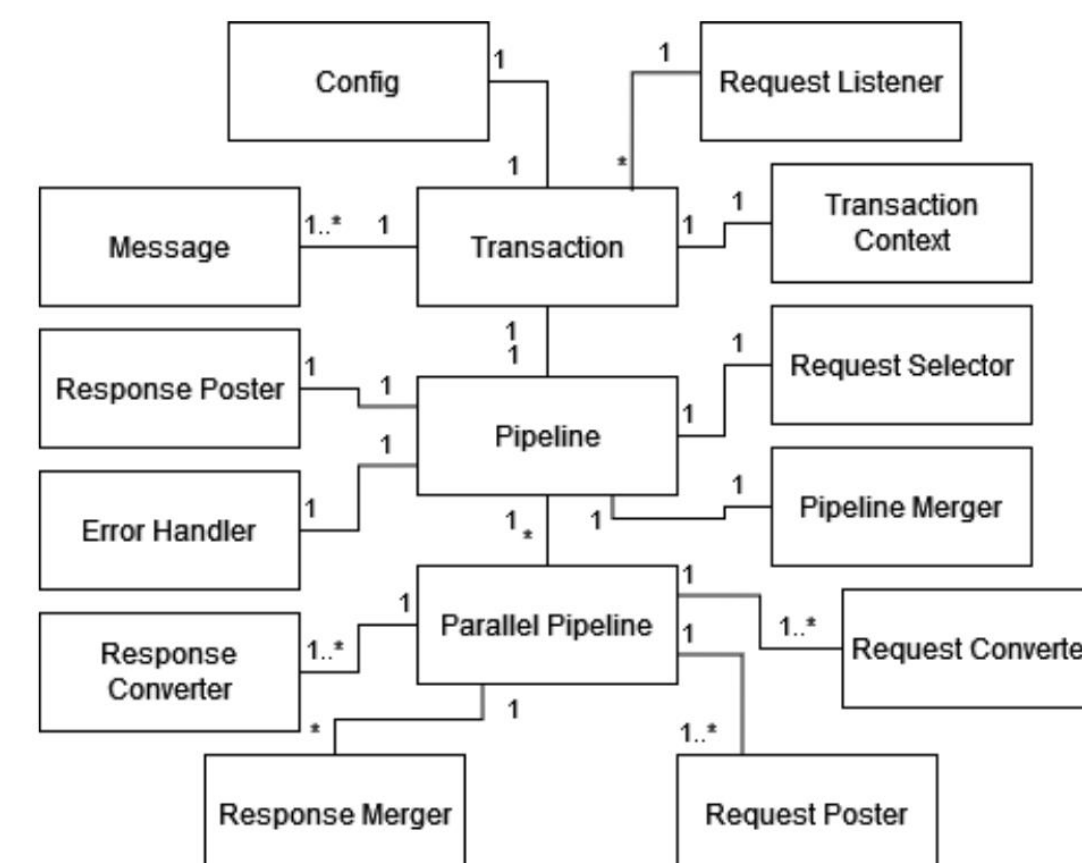 Config
1
1
Request Listener
1
*
Message
1..*
1
Transaction
1
1
Transaction
Context
Response Poster
1
1
1
1
Pipeline
1
1
Request Selector
Error Handler
1
1
1
*
1
1
Pipeline Merger
Response
Converter
1..*
1
Parallel Pipeline
1
1..*
Request Converte
1
1..*
*
1
Response Merger
Request Poster